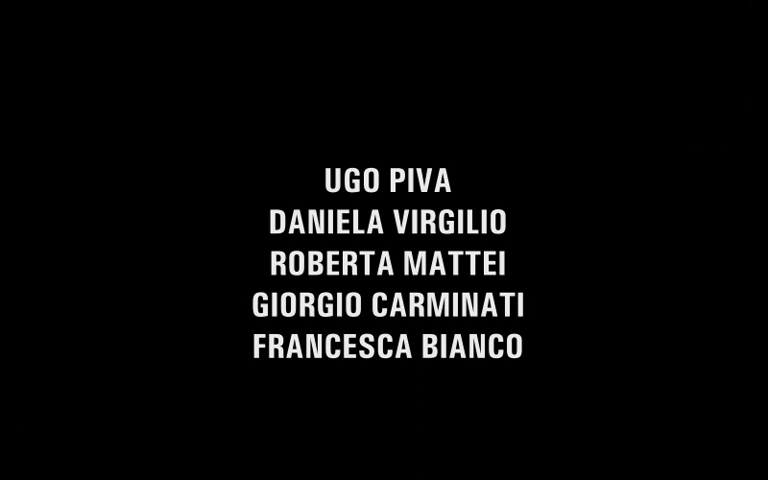 UGO PIVA
DANIELA VIRGILIO
ROBERTA MATTEI
GIORGIO CARMINATI
FRANCESCA BIANCO